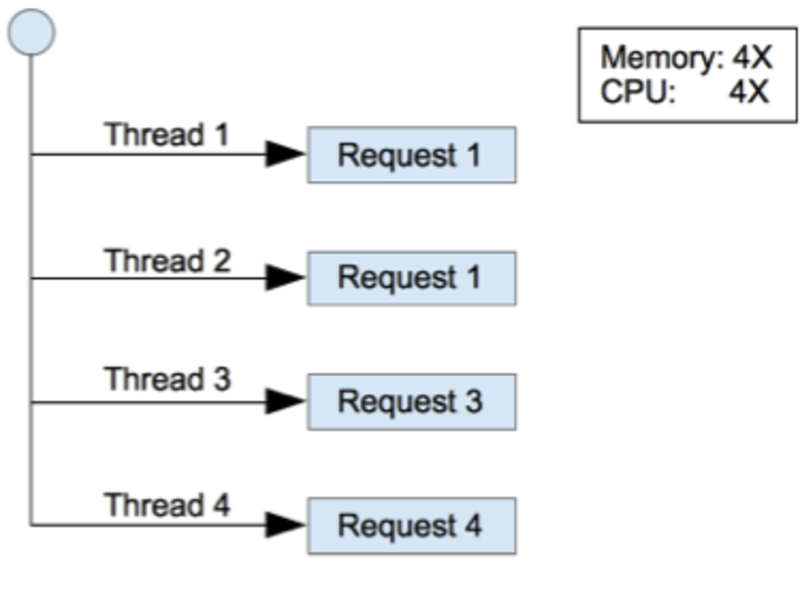 Memory: 4X
CPU: 4X
Thread 1
Request 1
Thread 2
Request 1
Thread 3
Request 3
Thread 4
Request 4